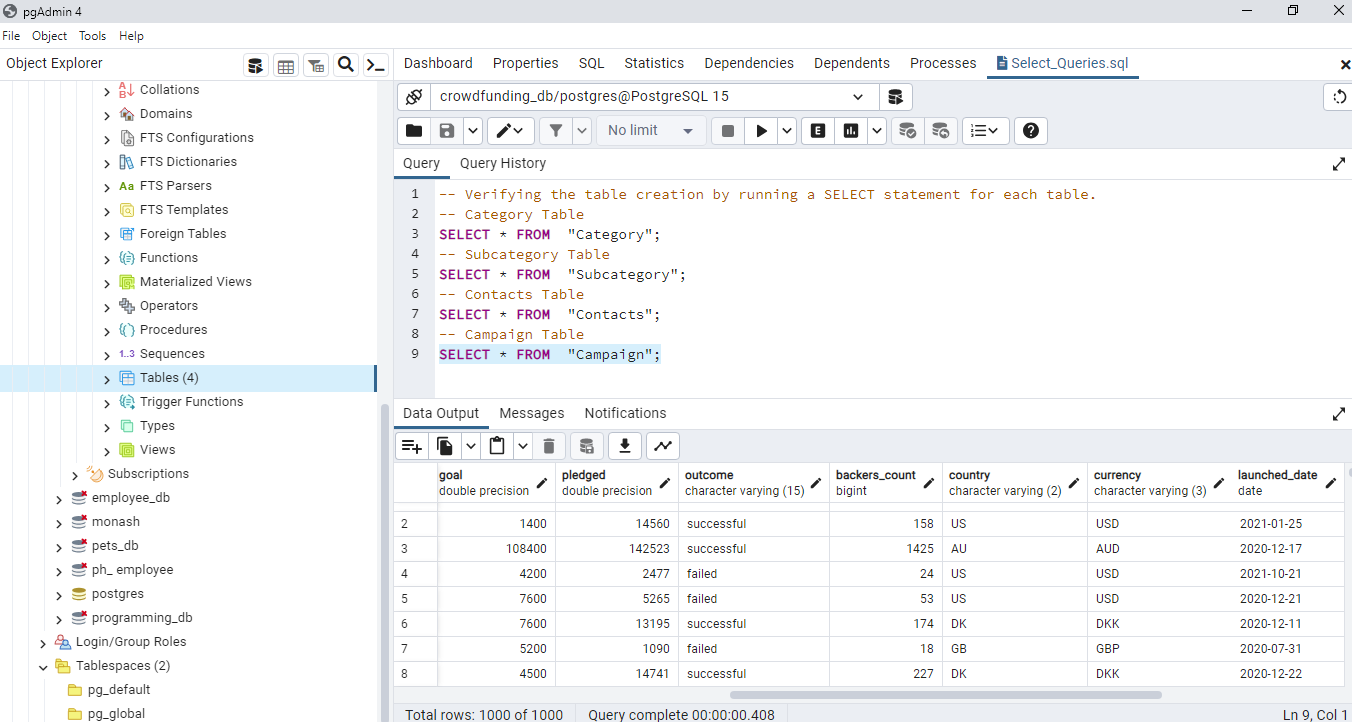 pgAdmin 4
File Object Tools Help
Object Explorer
Collations
Domains
FTS Configurations
FTS Dictionaries
Aa FTS Parsers
FTS Templates
Foreign Tables
Functions
Materialized Views
Operators
Procedures
1..3 Sequences
Tables (4)
Trigger Functions
Types
Views
Subscriptions
employee_db
monash
pets_db
ph_ employee
postgres
programming_db
Login/Group Roles
Tablespaces (2)
pg_default
pg_global
Dashboard Properties SQL Statistics Dependencies Dependents Processes Select_Queries.sql
crowdfunding_db/postgres@PostgreSQL 15
No limit E
Query Query History
1 -- Verifying the table creation by running a SELECT statement for each table.
2 -- Category Table
3 SELECT * FROM  "Category";
4 -- Subcategory Table
5 SELECT * FROM  "Subcategory";
6 -- Contacts Table
7 SELECT * FROM  "Contacts";
8 -- Campaign Table
9 SELECT * FROM  "Campaign";
Data Output Messages Notifications
goal pledged outcome backers_count country currency launched_date
double precision double precision character varying (15) bigint character varying (2) character varying (3) date
2 1400 14560 successful 158 US USD 2021-01-25
3 108400 142523 successful 1425 AU AUD 2020-12-17
4 4200 2477 failed 24 US USD 2021-10-21
5 7600 5265 failed 53 US USD 2020-12-21
6 7600 13195 successful 174 DK DKK 2020-12-11
7 5200 1090 failed 18 GB GBP 2020-07-31
8 4500 14741 successful 227 DK DKK 2020-12-22
Total rows: 1000 of 1000 Query complete 00:00:00.408 Ln 9, Col 1